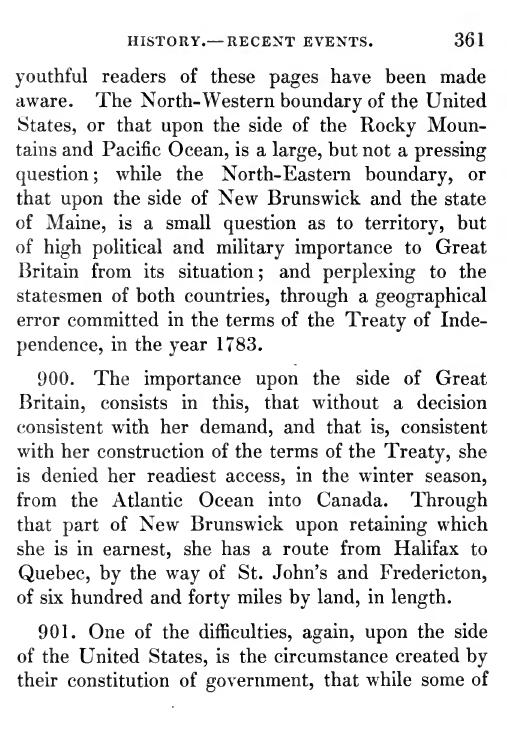 HISTORY.—RECENT EVENTS. 361
youthful readers of these pages have been made
aware. The North-Western boundary of the United
States, or that upon the side of the Rocky Moun-
tains and Pacific Ocean, is a large, but not a pressing
question; while the North-Eastern boundary, or
that upon the side of New Brunswick and the state
of Maine, is a small question as to territory, but
of high political and military importance to Great
Britain from its situation; and perplexing to the
statesmen of both countries, through a geographical
error committed in the terms of the Treaty of Inde-
pendence, in the year 1783.
900. The importance upon the side of Great
Britain, consists in this, that without a decision
consistent with her demand, and that is, consistent
with her construction of the terms of the Treaty, she
is denied her readiest access, in the winter season,
from the Atlantic Ocean into Canada. Through
that part of New Brunswick upon retaining which
she is in earnest, she has a route from Halifax to
Quebec, by the way of St. John's and Fredericton,
of six hundred and forty miles by land, in length.
901. One of the difficulties, again, upon the side
of the United States, is the circumstance created by
their constitution of government, that while some of